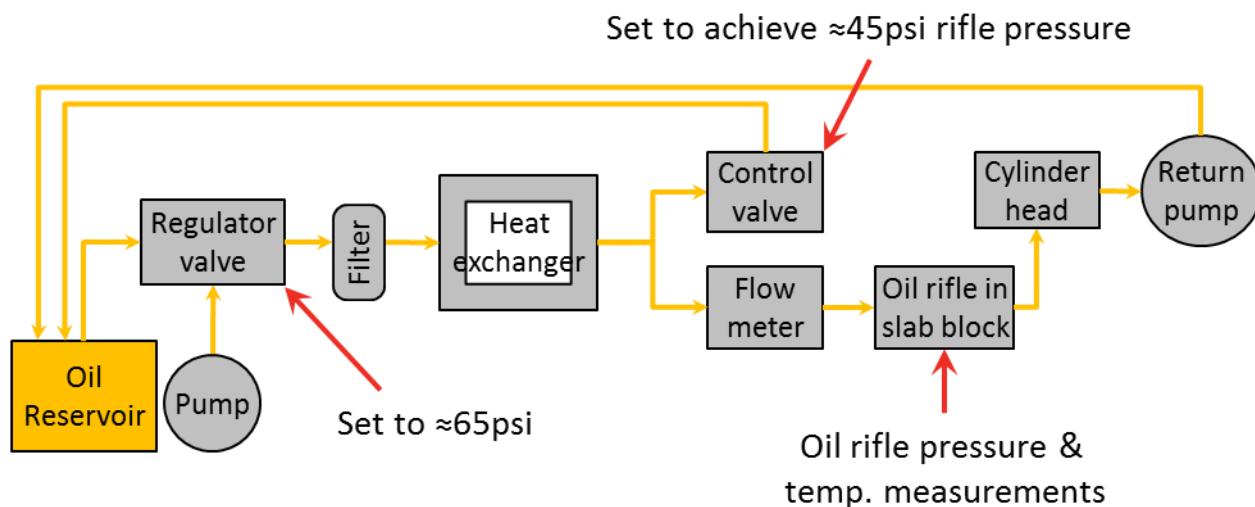 Set to achieve ≈45psi rifle pressure
Control
valve
Cylinder
head
Return
pump
Regulator
valve
Filter
Heat
exchanger
Flow
meter
Oil rifle in
slab block
Oil
Reservoir
Pump
Set to ≈65psi
Oil rifle pressure &
temp. measurements